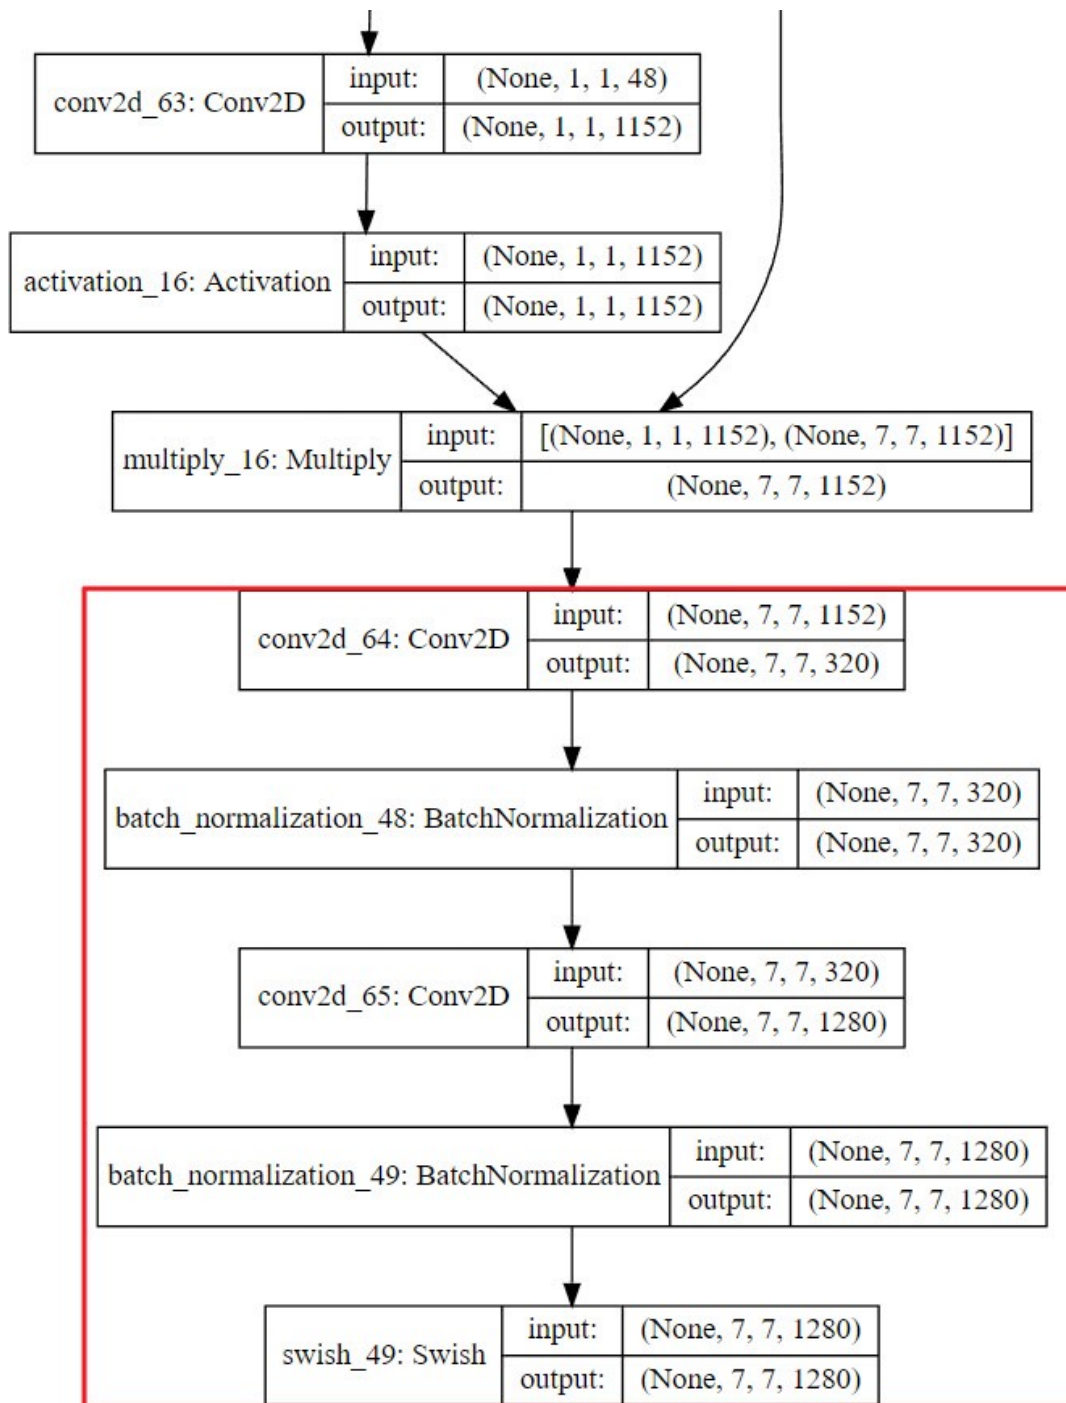 input: (None, 1, 1, 48)
conv2d_63: Conv2D
output: (None, 1, 1, 1152)
input: (None, 1, 1, 1152)
activation_16: Activation
output: (None, 1, 1, 1152)
input: [(None, 1, 1, 1152), (None, 7, 7, 1152)]
multiply_16: Multiply
output: (None, 7, 7, 1152)
input: (None, 7, 7, 1152)
conv2d_64: Conv2D
output: (None, 7, 7, 320)
input: (None, 7, 7, 320)
batch_normalization_48: BatchNormalization
output: (None, 7, 7, 320)
input: (None, 7, 7, 320)
conv2d_65: Conv2D
output: (None, 7, 7, 1280)
input: (None, 7, 7, 1280)
batch_normalization_49: BatchNormalization
output: (None, 7, 7, 1280)
input: (None, 7, 7, 1280)
swish_49: Swish
output: (None, 7, 7, 1280)